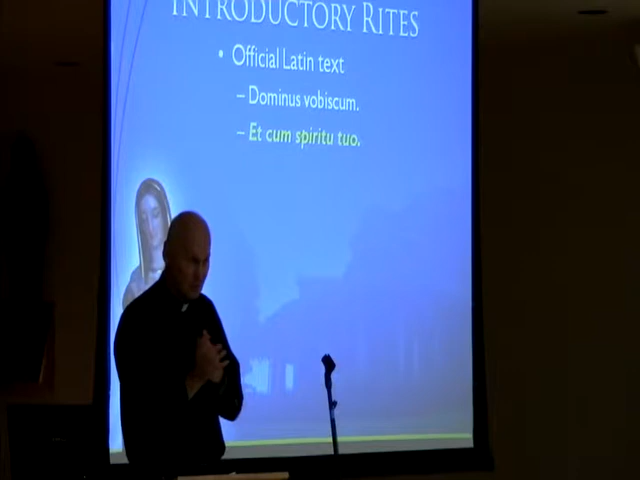 INTRODUCTORY RITES
• Official Latin text
– Dominus vobiscum.
– Et cum spiritu tuo.